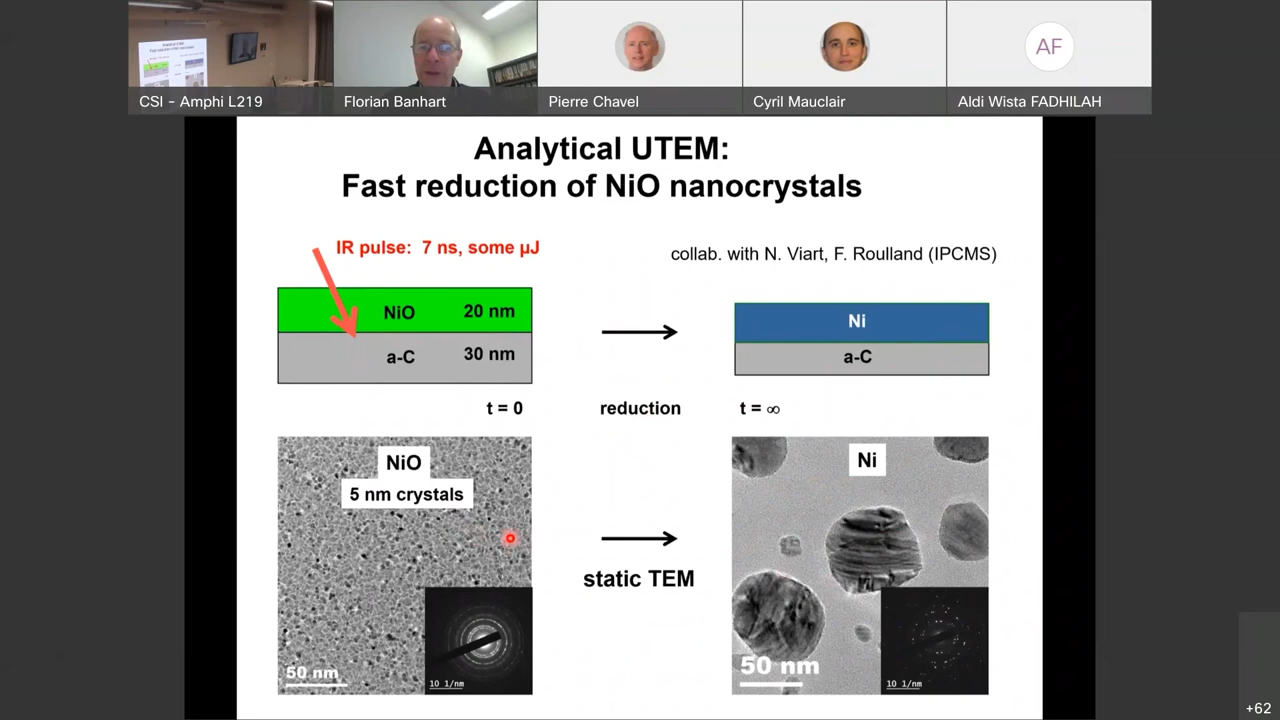 CSI - Amphi L219
Florian Banhart
Pierre Chavel
Cyril Mauclair
AF
Aldi Wista FADHILAH
Analytical UTEM:
Fast reduction of NiO nanocrystals
IR pulse: 7 ns, some µJ
collab. with N. Viart, F. Roulland (IPCMS)
NiO 20 nm
a-C 30 nm
Ni
a-C
t = 0
reduction
t = ∞
NiO
5 nm crystals
Ni
static TEM
50 nm
10 1/nm
50 nm
10 1/nm
+62